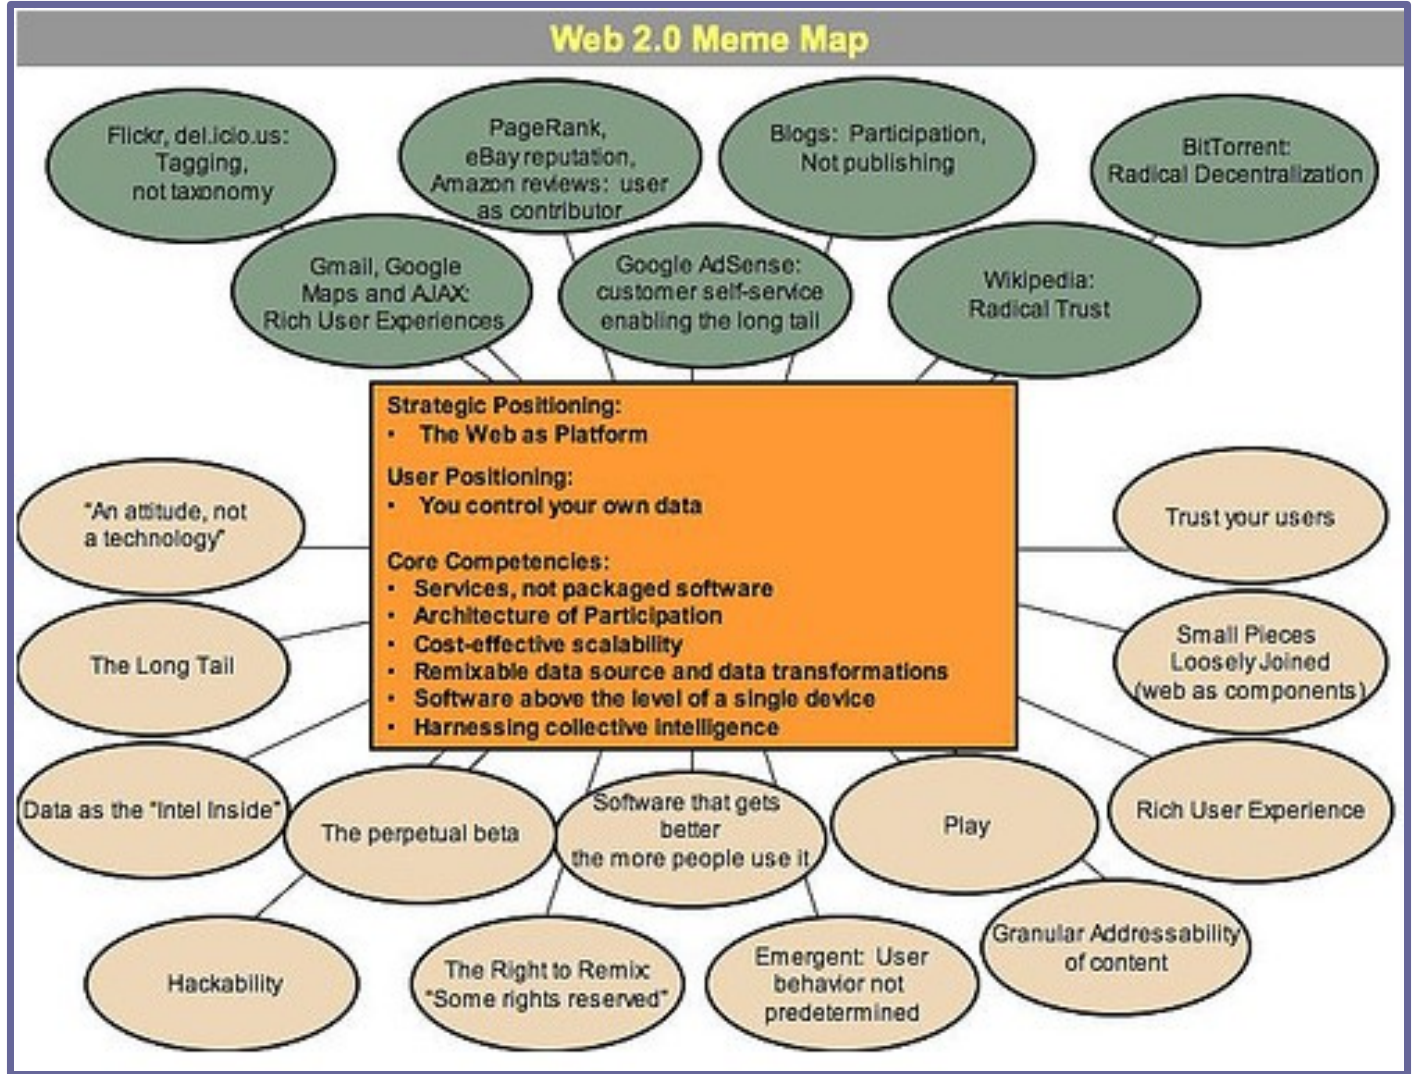 Web 2.0 Meme Map
Flickr, del.icio.us:
Tagging,
not taxonomy
PageRank,
eBay reputation,
Amazon reviews: user
as contributor
Blogs: Participation,
Not publishing
BitTorrent:
Radical Decentralization
Gmail, Google
Maps and AJAX:
Rich User Experiences
Google AdSense:
customer self-service
enabling the long tail
Wikipedia:
Radical Trust
Strategic Positioning:
• The Web as Platform
User Positioning:
• You control your own data
Core Competencies:
• Services, not packaged software
• Architecture of Participation
• Cost-effective scalability
• Remixable data source and data transformations
• Software above the level of a single device
• Harnessing collective intelligence
"An attitude, not
a technology"
Trust your users
The Long Tail
Small Pieces
Loosely Joined
(web as components)
Data as the "Intel Inside"
The perpetual beta
Software that gets
better
the more people use it
Play
Rich User Experience
Hackability
The Right to Remix:
"Some rights reserved"
Emergent: User
behavior not
predetermined
Granular Addressability
of content